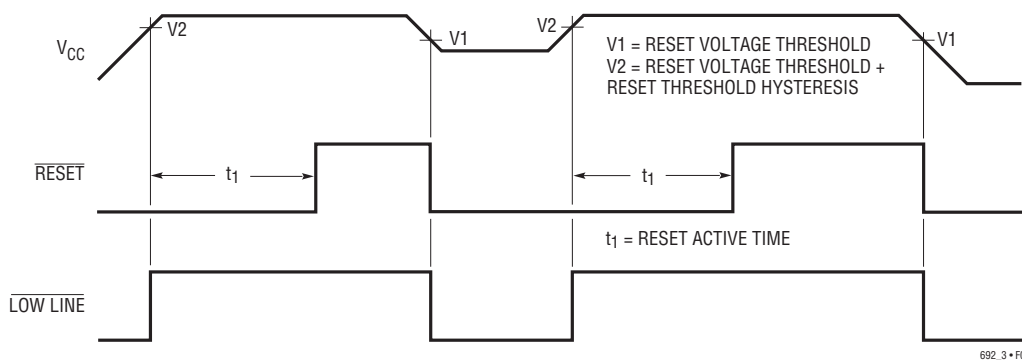 V2
V1
V2
V1
VCC
V1 = RESET VOLTAGE THRESHOLD
V2 = RESET VOLTAGE THRESHOLD +
RESET THRESHOLD HYSTERESIS
RESET
t1
t1
t1 = RESET ACTIVE TIME
LOW LINE